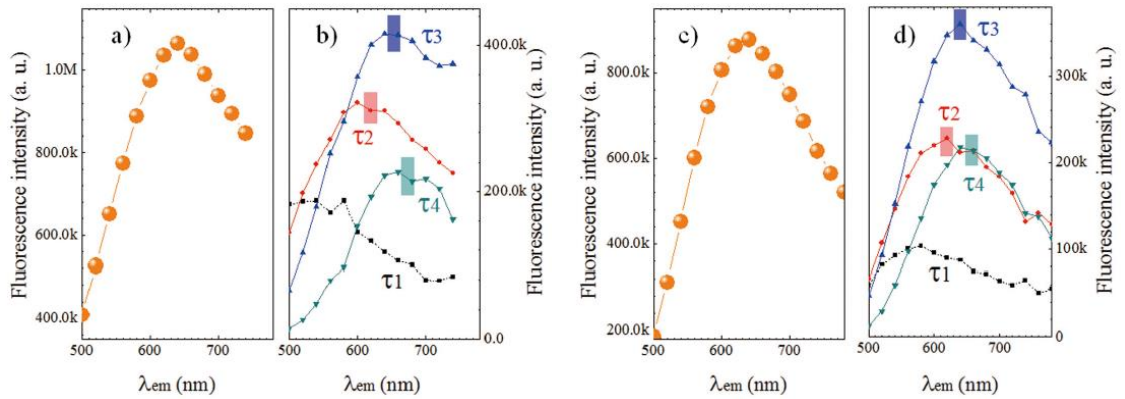 a)
Fluorescence intensity (a. u.)
1.0M
800.0k
600.0k
400.0k
500 600 700
λem (nm)
b)
τ3
τ2
τ4
τ1
400.0k
200.0k
0.0
Fluorescence intensity (a. u.)
500 600 700
λem (nm)
c)
Fluorescence intensity (a. u.)
800.0k
600.0k
400.0k
200.0k
500 600 700
λem (nm)
d)
τ3
τ2
τ4
τ1
300k
200k
100k
0
Fluorescence intensity (a. u.)
500 600 700
λem (nm)